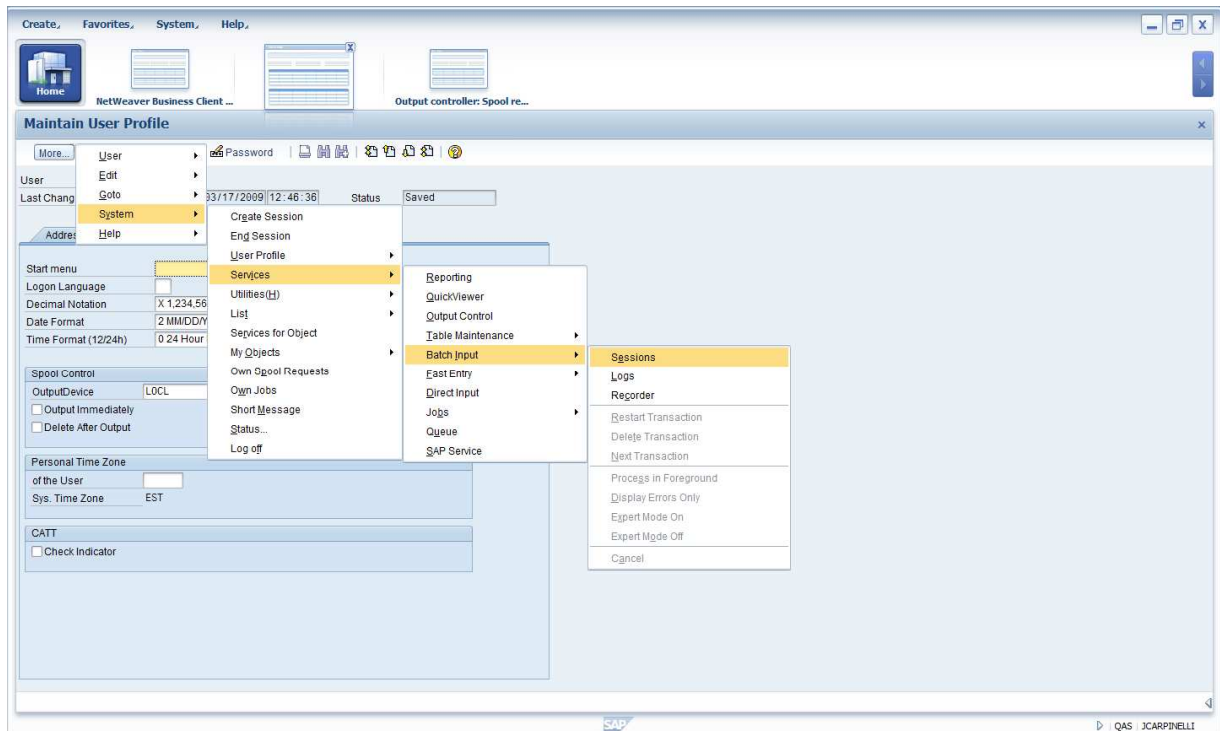 Create
Favorites
System
Help
Home
NetWeaver Business Client ...
Output controller: Spool re...
Maintain User Profile
More...
Password
User
Last Chang
03/17/2009 12:46:36
Status
Saved
User
Edit
Goto
System
Help
Addres
Create Session
End Session
User Profile
Services
Utilities(H)
List
Services for Object
My Objects
Own Spool Requests
Own Jobs
Short Message
Status...
Log off
Reporting
QuickViewer
Output Control
Table Maintenance
Batch Input
Fast Entry
Direct Input
Jobs
Queue
SAP Service
Sessions
Logs
Recorder
Restart Transaction
Delete Transaction
Next Transaction
Process in Foreground
Display Errors Only
Expert Mode On
Expert Mode Off
Cancel
Start menu
Logon Language
Decimal Notation
X 1,234,56
Date Format
2 MM/DD/Y
Time Format (12/24h)
0 24 Hour
Spool Control
OutputDevice
LOCL
Output Immediately
Delete After Output
Personal Time Zone
of the User
Sys. Time Zone
EST
CATT
Check Indicator
SAP
QAS
JCARPINELLI